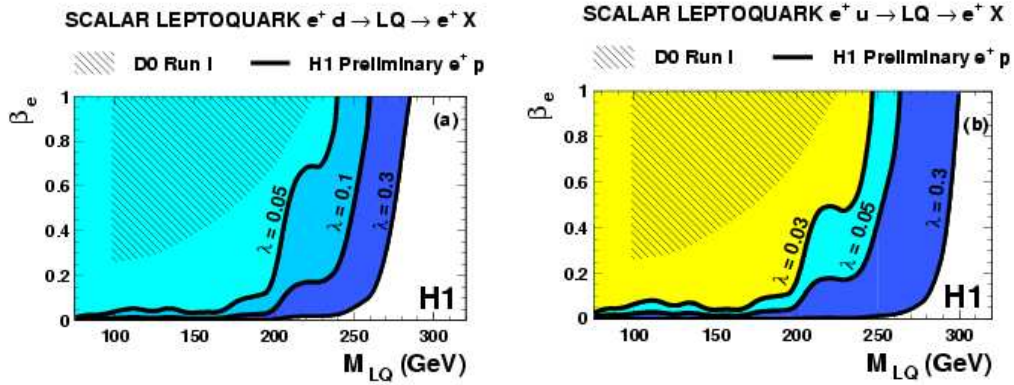 SCALAR LEPTOQUARK e⁺ d → LQ → e⁺ X
D0 Run I
H1 Preliminary e⁺ p
β_e
1
0.8
0.6
0.4
0.2
0
(a)
λ = 0.05
λ = 0.1
λ = 0.3
H1
100 150 200 250 300
M_LQ (GeV)
SCALAR LEPTOQUARK e⁺ u → LQ → e⁺ X
D0 Run I
H1 Preliminary e⁺ p
β_e
1
0.8
0.6
0.4
0.2
0
(b)
λ = 0.03
λ = 0.05
λ = 0.3
H1
100 150 200 250 300
M_LQ (GeV)